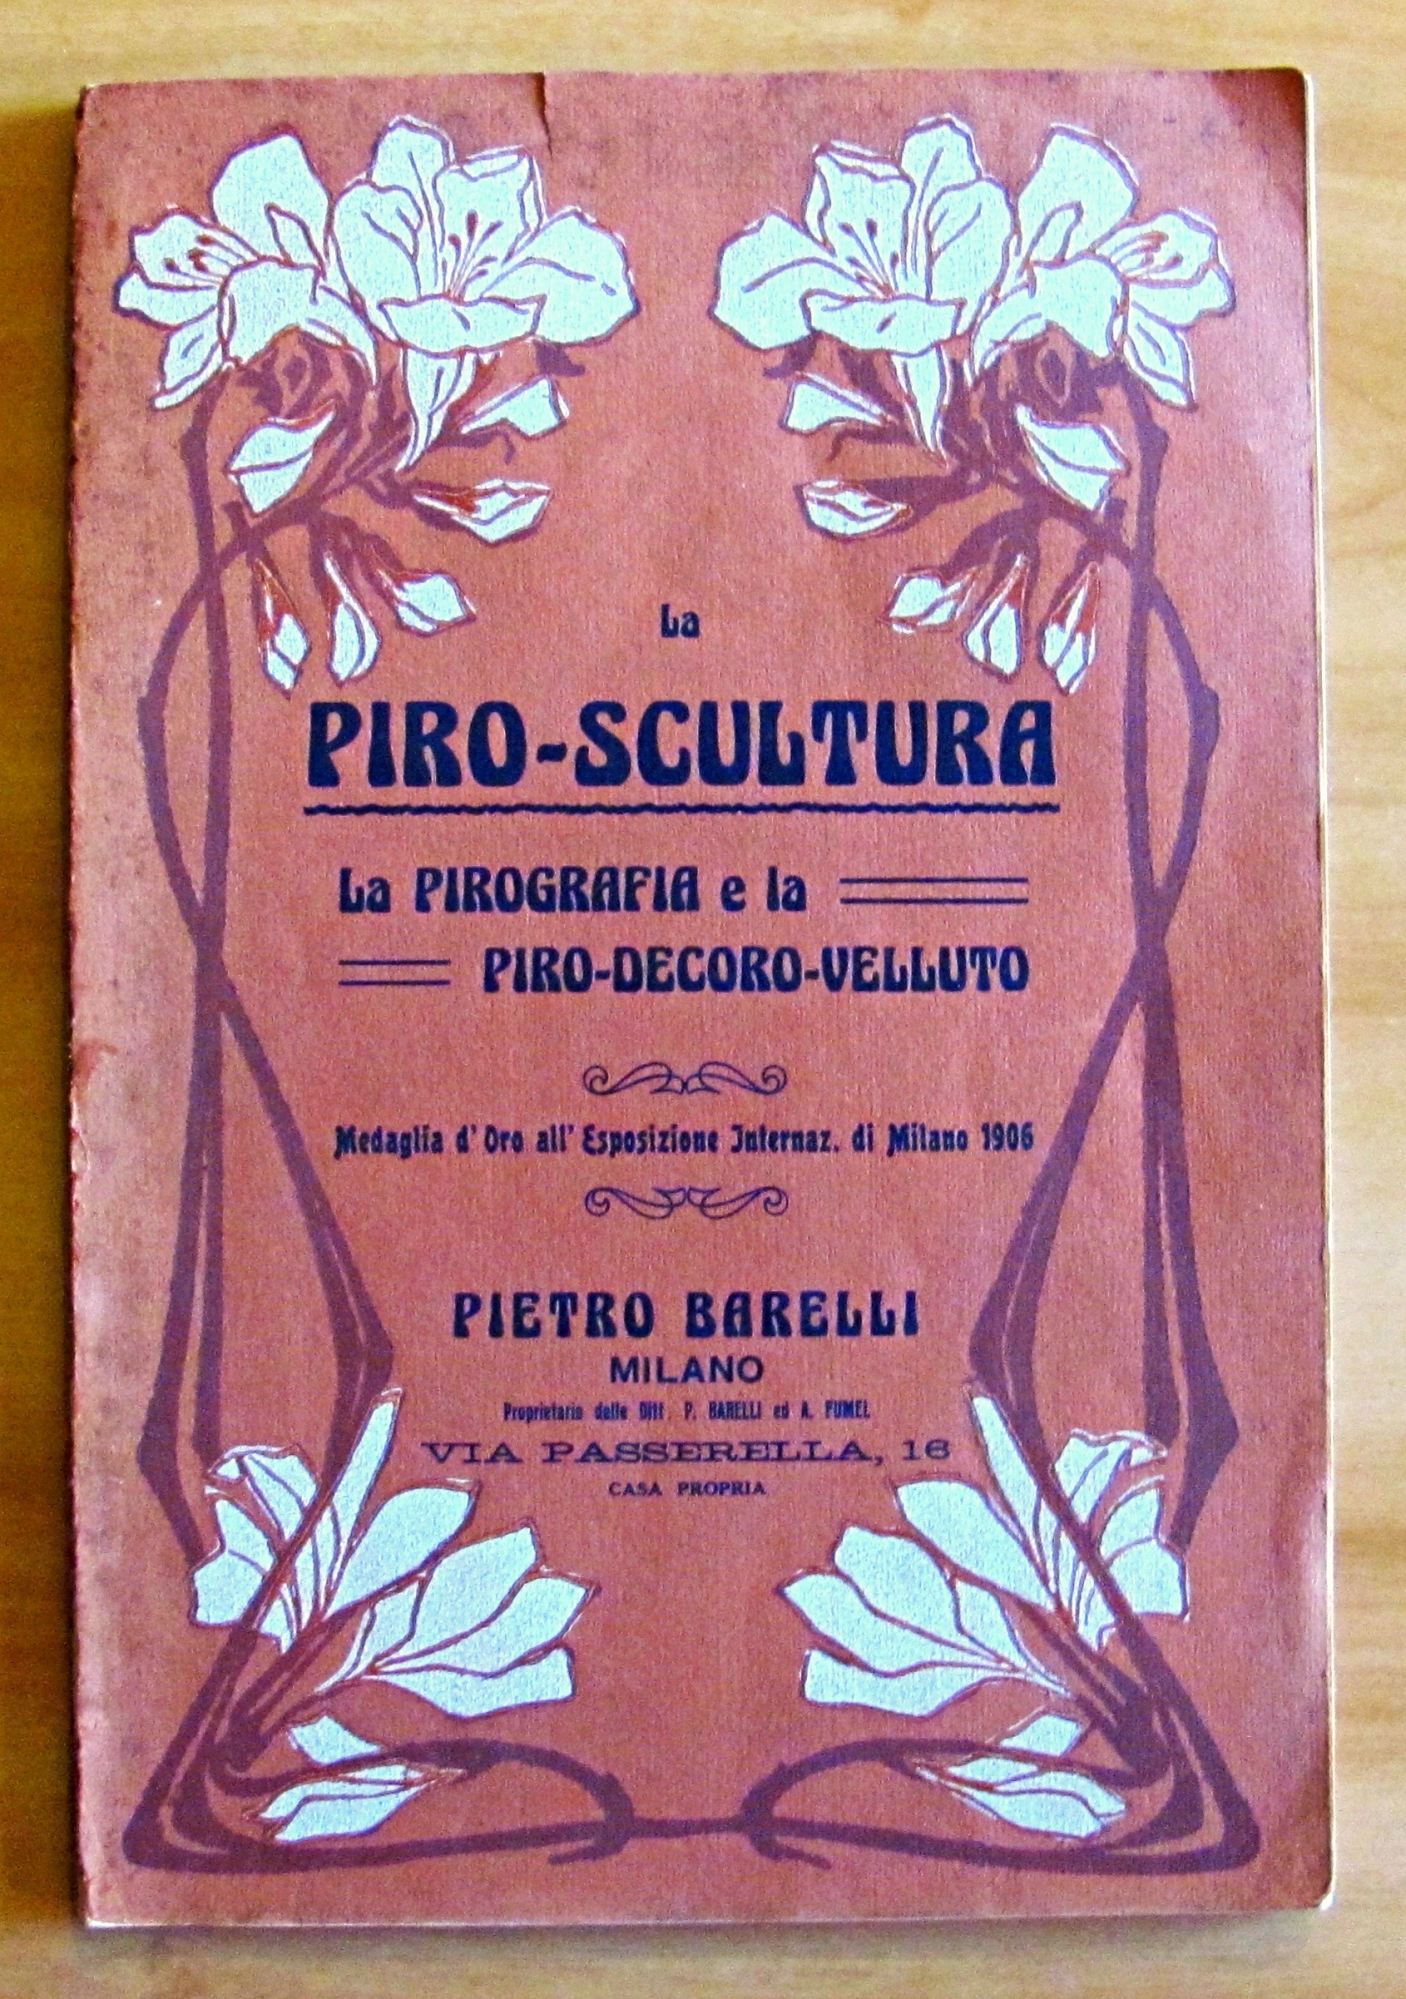 La
PIRO-SCULTURA
La PIROGRAFIA e la
PIRO-DECORO-VELLUTO
Medaglia d' Oro all' Esposizione Internaz. di Milano 1906
PIETRO BARELLI
MILANO
Proprietario delle Ditt. P. BARELLI ed A. FUMEL
VIA PASSERELLA, 16
CASA PROPRIA